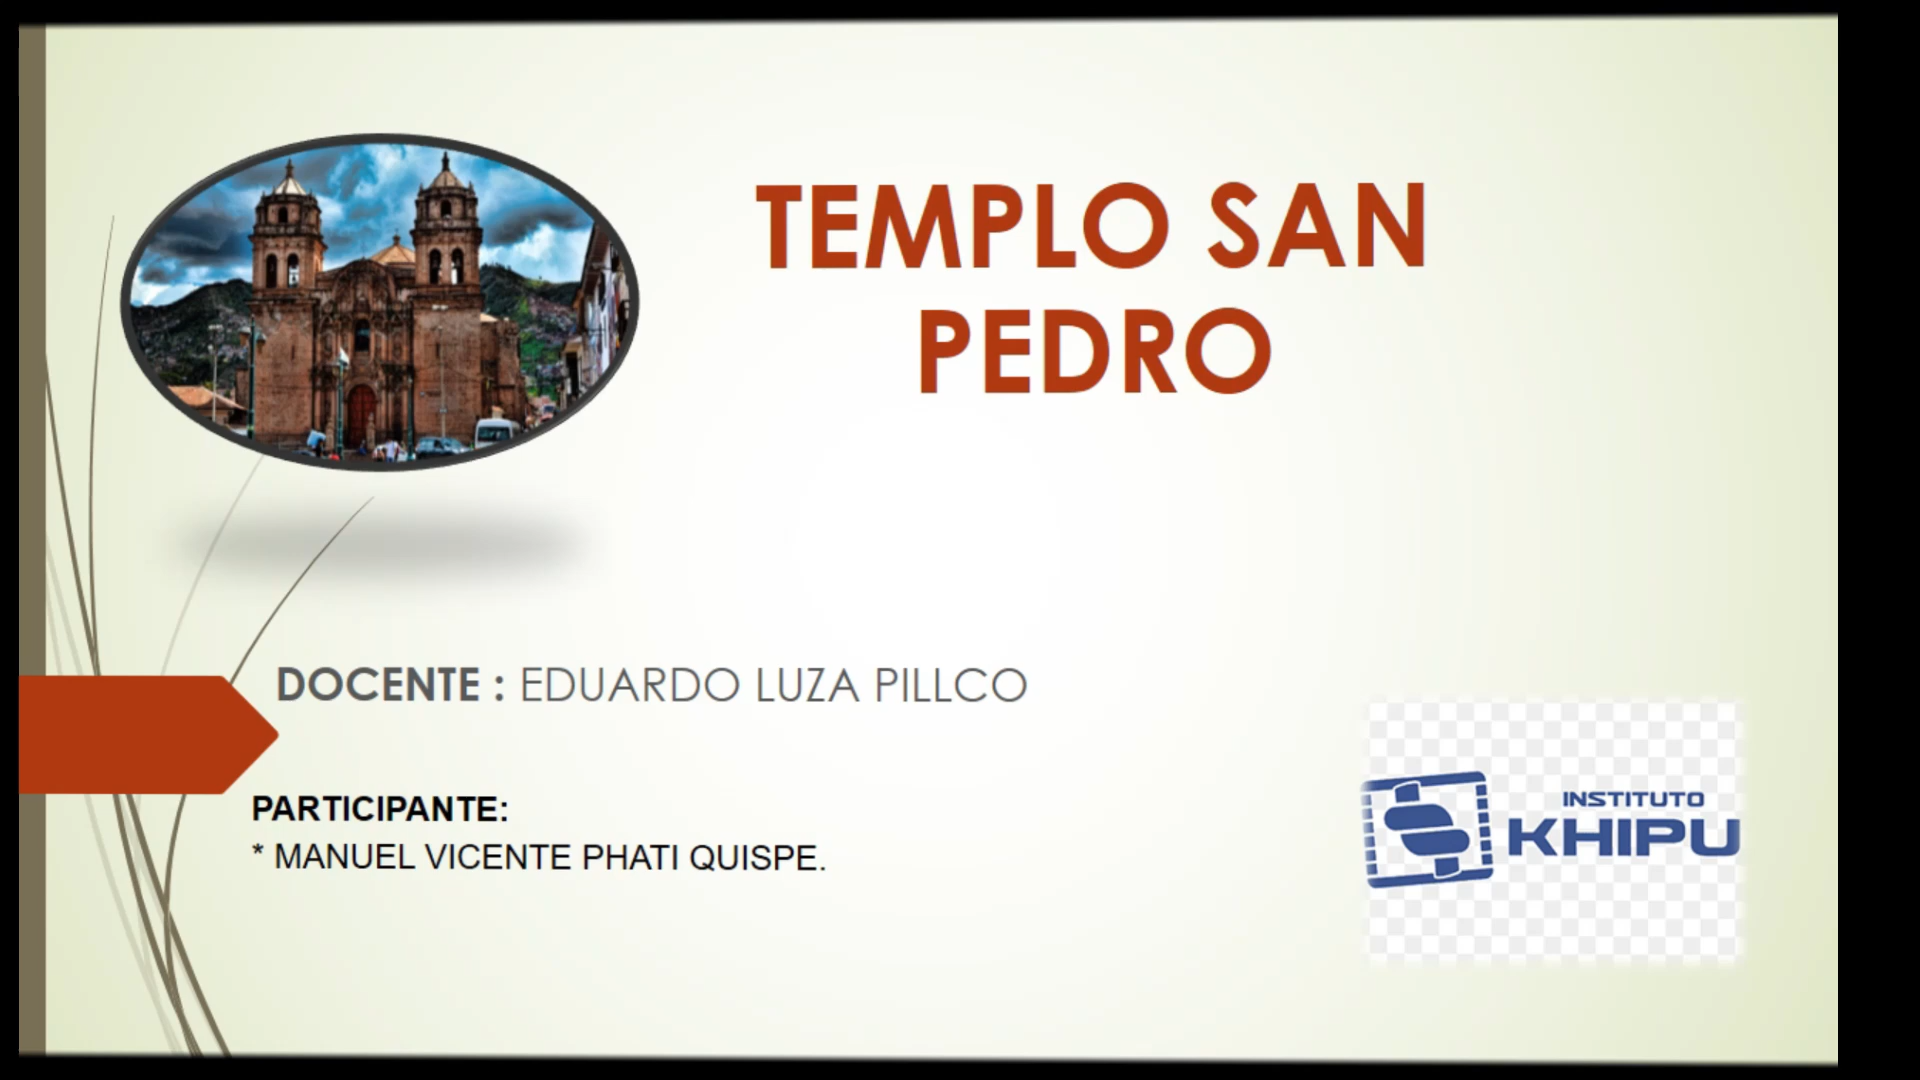 TEMPLO SAN
PEDRO
DOCENTE : EDUARDO LUZA PILLCO
PARTICIPANTE:
* MANUEL VICENTE PHATI QUISPE.
INSTITUTO
KHIPU